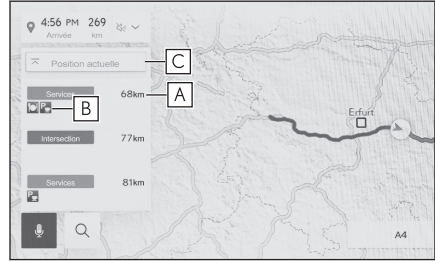 4:56 PM 269
Arrivée km
Position actuelle
C
Services 68km
A
B
Intersection 77km
Services 81km
Erfurt
A4